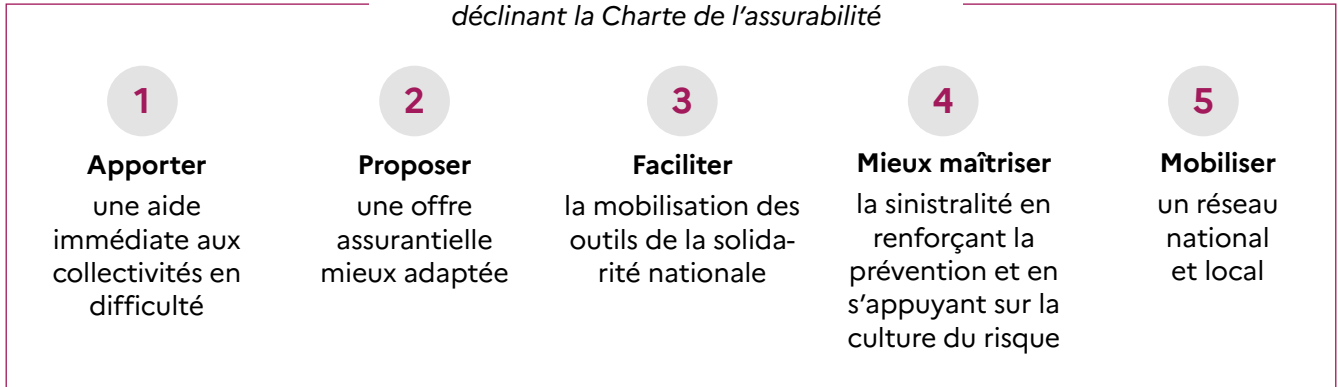 déclinant la Charte de l'assurabilité
1
Apporter
une aide
immédiate aux
collectivités en
difficulté
2
Proposer
une offre
assurantielle
mieux adaptée
3
Faciliter
la mobilisation des
outils de la solida-
rité nationale
4
Mieux maîtriser
la sinistralité en
renforçant la
prévention et en
s'appuyant sur la
culture du risque
5
Mobiliser
un réseau
national
et local